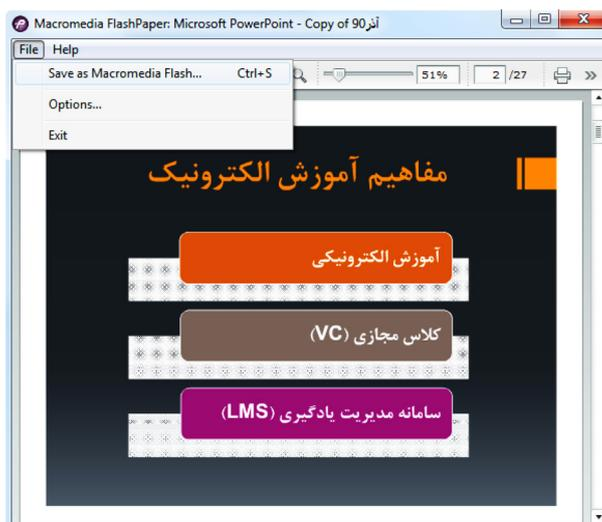 Macromedia FlashPaper: Microsoft PowerPoint - Copy of آذر90
File Help
Save as Macromedia Flash... Ctrl+S
51% 2 /27
Options...
Exit
مفاهیم آموزش الکترونیک
آموزش الکترونیکی
کلاس مجازی (VC)
سامانه مدیریت یادگیری (LMS)